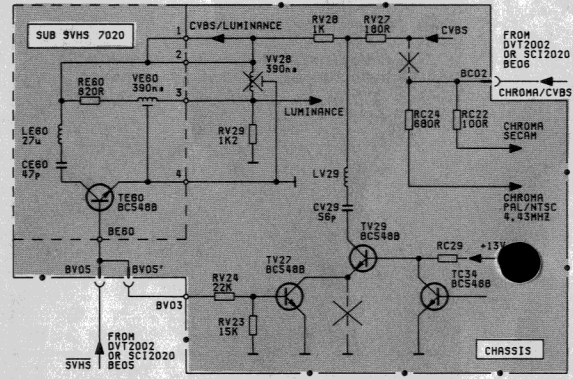 SUB SVHS 7020
1
CVBS/LUMINANCE
RV28
1K
RV27
180R
CVBS
FROM
DVT2002
OR SCI2020
BE06
2
VV28
390ns
BC02
CHROMA/CVBS
RE60
820R
VE60
390ns
3
LUMINANCE
RC24
680R
RC22
100R
CHROMA
SECAM
LE60
27u
RV29
1K2
CE60
47p
4
LV29
CV29
56p
CHROMA
PAL/NTSC
4.43MHZ
TE60
BC548B
TV29
BC548B
RC29
+13V
BE60
BV05
BV05'
BV03
RV24
22K
TV27
BC548B
TC34
BC548B
RV23
15K
FROM
DVT2002
OR SCI2020
BE05
SVHS
CHASSIS